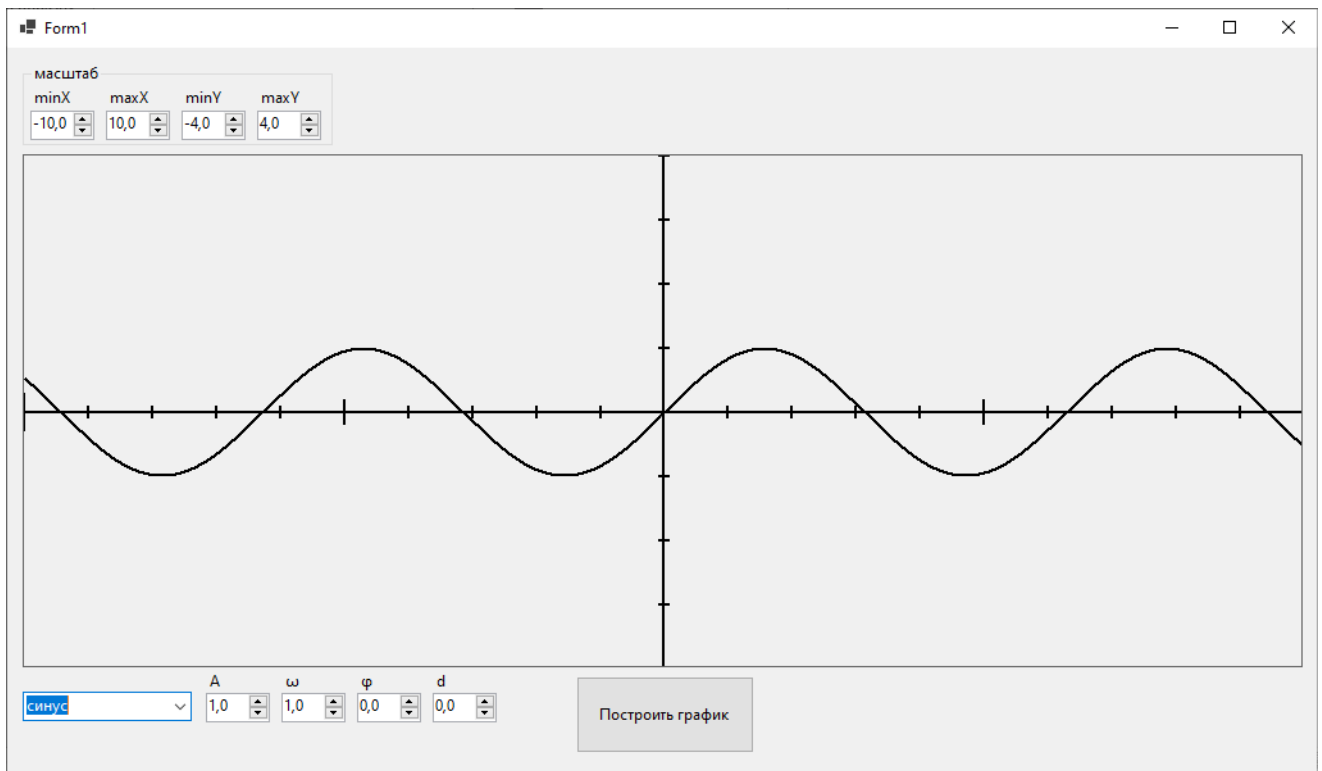 Form1
масштаб
minX maxX minY maxY
-10,0 10,0 -4,0 4,0
A ω φ d
синус 1,0 1,0 0,0 0,0
Построить график